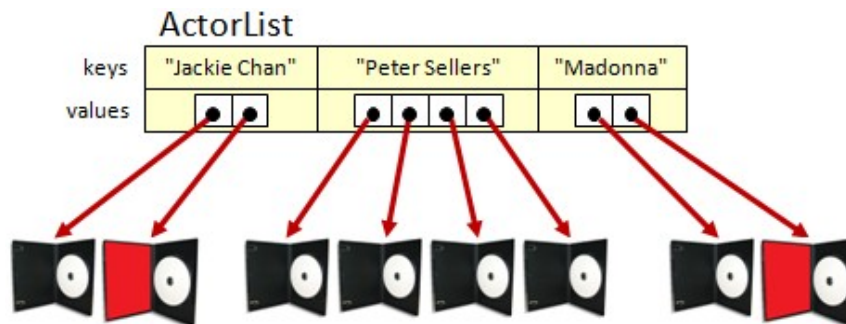 ActorList
keys "Jackie Chan" "Peter Sellers" "Madonna"
values